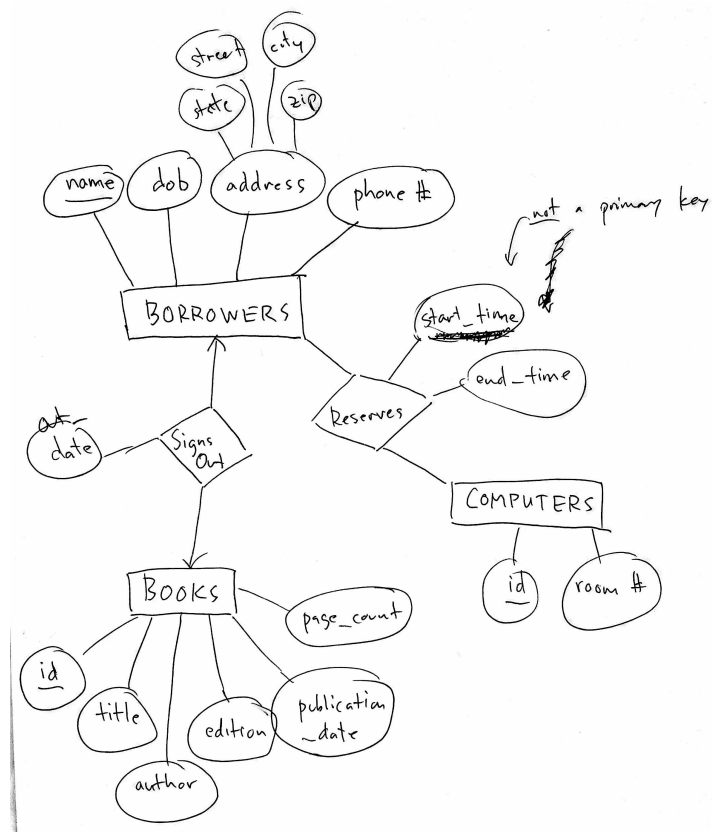 street
city
state
zip
name
dob
address
phone #
not a primary key
BORROWERS
start_time
end_time
Reserves
date
Signs
Out
COMPUTERS
id
room #
BOOKS
page_count
id
title
author
edition
publication
_date